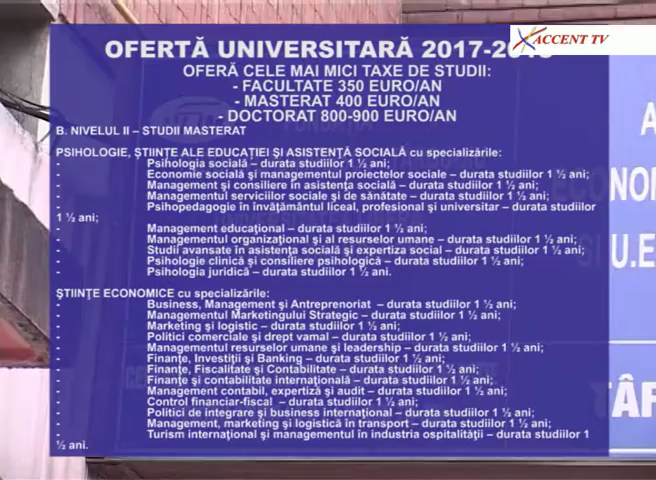 ACCENT TV
OFERTĂ UNIVERSITARĂ 2017-2018
OFERĂ CELE MAI MICI TAXE DE STUDII:
- FACULTATE 350 EURO/AN
- MASTERAT 400 EURO/AN
- DOCTORAT 800-900 EURO/AN
B. NIVELUL II – STUDII MASTERAT
PSIHOLOGIE, ŞTIINŢE ALE EDUCAŢIEI ŞI ASISTENŢĂ SOCIALĂ cu specializările:
· Psihologia socială – durata studiilor 1 ½ ani;
· Economie socială şi managementul proiectelor sociale – durata studiilor 1 ½ ani;
· Management şi consiliere în asistenţa socială – durata studiilor 1 ½ ani;
· Managementul serviciilor sociale şi de sănătate – durata studiilor 1 ½ ani;
· Psihopedagogie în învăţământul liceal, profesional şi universitar – durata studiilor
1 ½ ani;
· Management educaţional – durata studiilor 1 ½ ani;
· Managementul organizaţional şi al resurselor umane – durata studiilor 1 ½ ani;
· Studii avansate în asistenţa socială şi expertiza social – durata studiilor 1 ½ ani;
· Psihologie clinică şi consiliere psihologică – durata studiilor 1 ½ ani;
· Psihologia juridică – durata studiilor 1 ½ ani.
ŞTIINŢE ECONOMICE cu specializările:
· Business, Management şi Antreprenoriat – durata studiilor 1 ½ ani;
· Managementul Marketingului Strategic – durata studiilor 1 ½ ani;
· Marketing şi logistic – durata studiilor 1 ½ ani;
· Politici comerciale şi drept vamal – durata studiilor 1 ½ ani;
· Managementul resurselor umane şi leadership – durata studiilor 1 ½ ani;
· Finanţe, Investiţii şi Banking – durata studiilor 1 ½ ani;
· Finanţe, Fiscalitate şi Contabilitate – durata studiilor 1 ½ ani;
· Finanţe şi contabilitate internaţională – durata studiilor 1 ½ ani;
· Management contabil, expertiză şi audit – durata studiilor 1 ½ ani;
· Control financiar-fiscal – durata studiilor 1 ½ ani;
· Politici de integrare şi business internaţional – durata studiilor 1 ½ ani;
· Management, marketing şi logistică în transport – durata studiilor 1 ½ ani;
· Turism internaţional şi managementul în industria ospitalităţii – durata studiilor 1
½ ani.